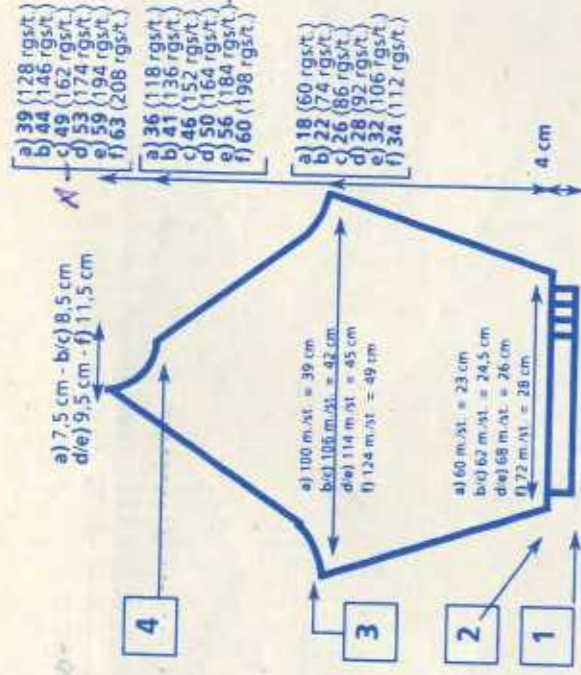 a) 7,5 cm - b/c) 8,5 cm
d/e) 9,5 cm - f) 11,5 cm
a) 39 (128 rgs/t.)
b) 44 (146 rgs/t.)
c) 49 (162 rgs/t.)
d) 53 (174 rgs/t.)
e) 59 (194 rgs/t.)
f) 63 (208 rgs/t.)
a) 36 (118 rgs/t.)
b) 41 (136 rgs/t.)
c) 46 (152 rgs/t.)
d) 50 (164 rgs/t.)
e) 56 (184 rgs/t.)
f) 60 (198 rgs/t.)
4
a) 18 (60 rgs/t.)
b) 22 (74 rgs/t.)
c) 26 (86 rgs/t.)
d) 28 (92 rgs/t.)
e) 32 (106 rgs/t.)
f) 34 (112 rgs/t.)
a) 100 m./st. = 39 cm
b/c) 106 m./st. = 42 cm
d/e) 114 m./st. = 45 cm
f) 124 m./st. = 49 cm
3
a) 60 m./st. = 23 cm
b/c) 62 m./st. = 24,5 cm
d/e) 68 m./st. = 26 cm
f) 72 m./st. = 28 cm
2
4 cm
1